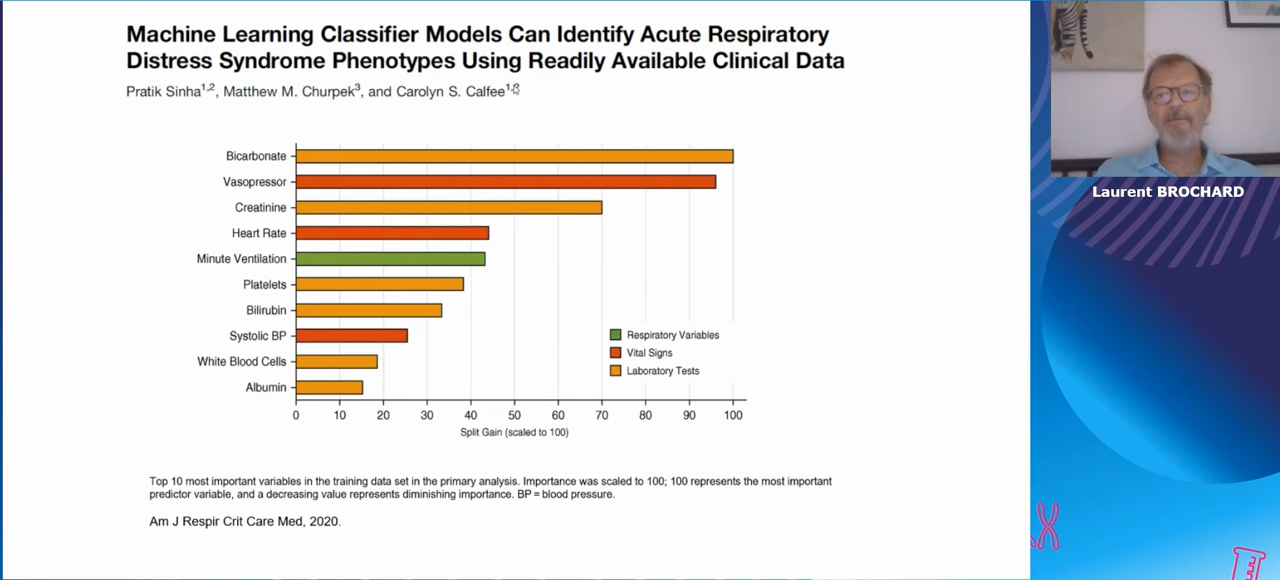 Machine Learning Classifier Models Can Identify Acute Respiratory
Distress Syndrome Phenotypes Using Readily Available Clinical Data
Pratik Sinha1,2, Matthew M. Churpek3, and Carolyn S. Calfee1,2
Laurent BROCHARD
Bicarbonate
Vasopressor
Creatinine
Heart Rate
Minute Ventilation
Platelets
Bilirubin
Systolic BP
White Blood Cells
Albumin
Respiratory Variables
Vital Signs
Laboratory Tests
0 10 20 30 40 50 60 70 80 90 100
Split Gain (scaled to 100)
Top 10 most important variables in the training data set in the primary analysis. Importance was scaled to 100; 100 represents the most important
predictor variable, and a decreasing value represents diminishing importance. BP = blood pressure.
Am J Respir Crit Care Med, 2020.